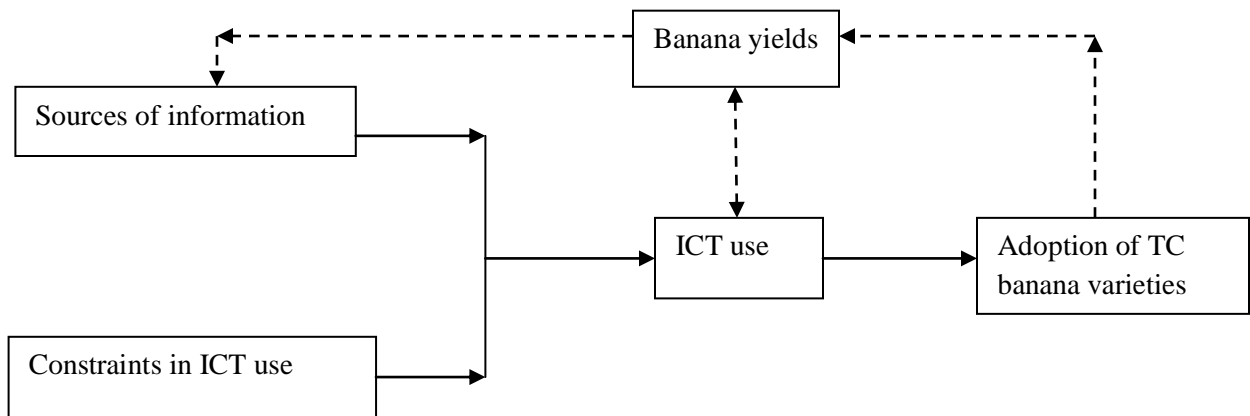 Banana yields
Sources of information
ICT use
Adoption of TC
banana varieties
Constraints in ICT use